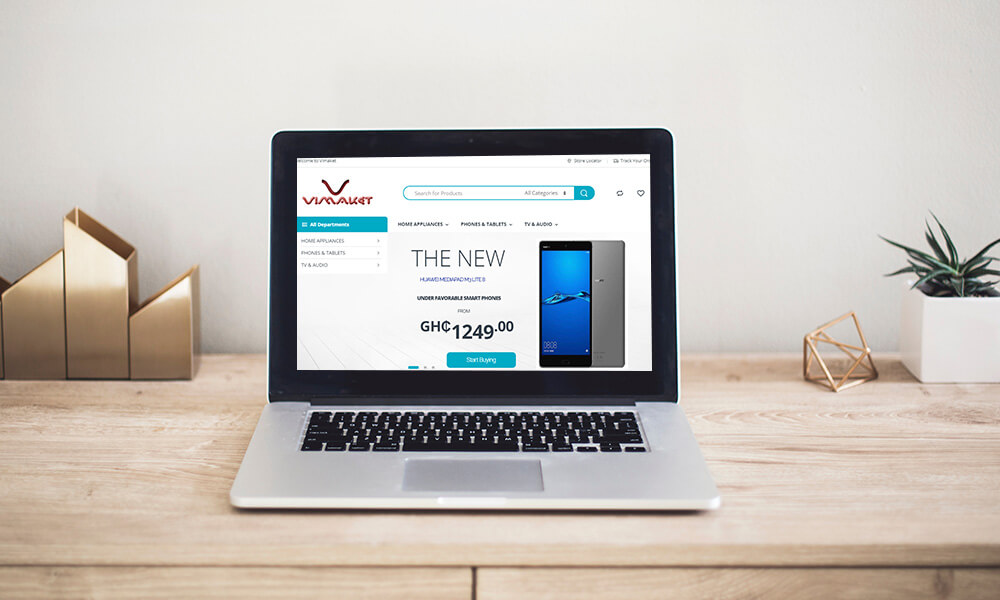 Welcome to Vimaket
Store Locator
Track Your Or
VIMAKET
Search for Products
All Categories
All Departments
HOME APPLIANCES
PHONES & TABLETS
TV & AUDIO
HOME APPLIANCES
PHONES & TABLETS
TV & AUDIO
THE NEW
HUAWEI MEDIAPAD M3 LITE 8
UNDER FAVORABLE SMART PHONES
FROM
GH₵1249.00
Start Buying
08:08